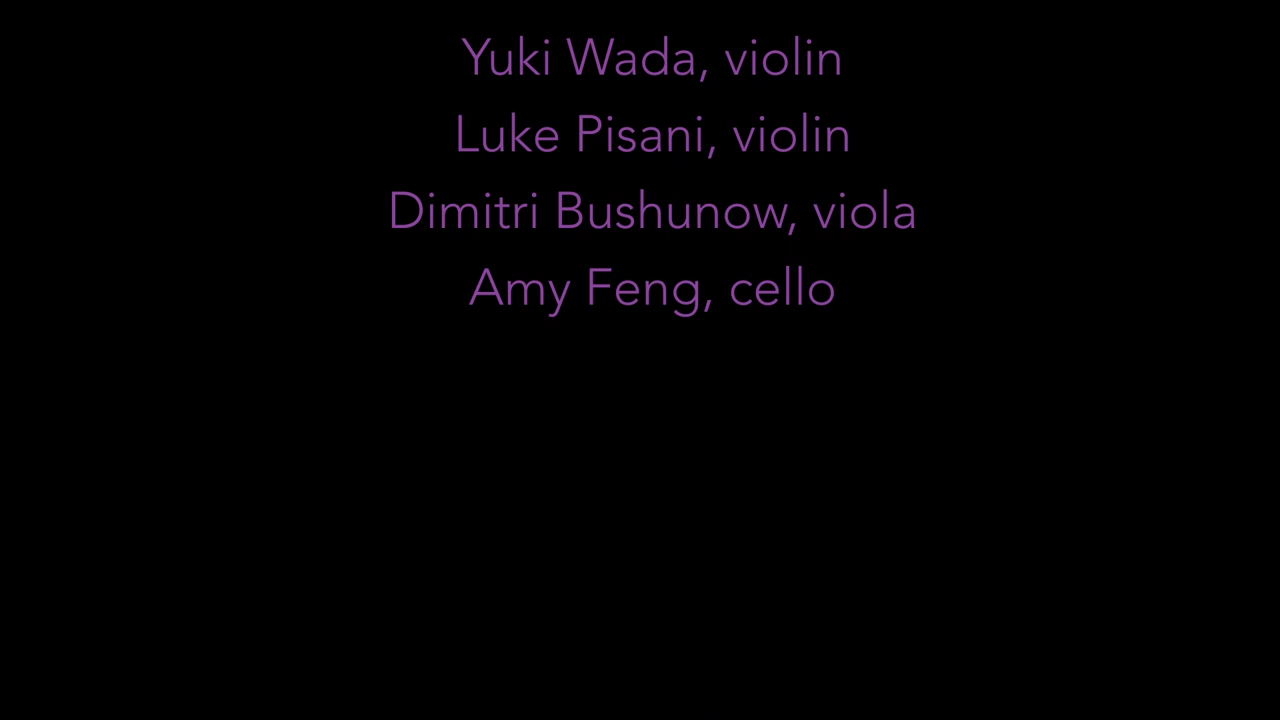 Yuki Wada, violin
Luke Pisani, violin
Dimitri Bushunow, viola
Amy Feng, cello